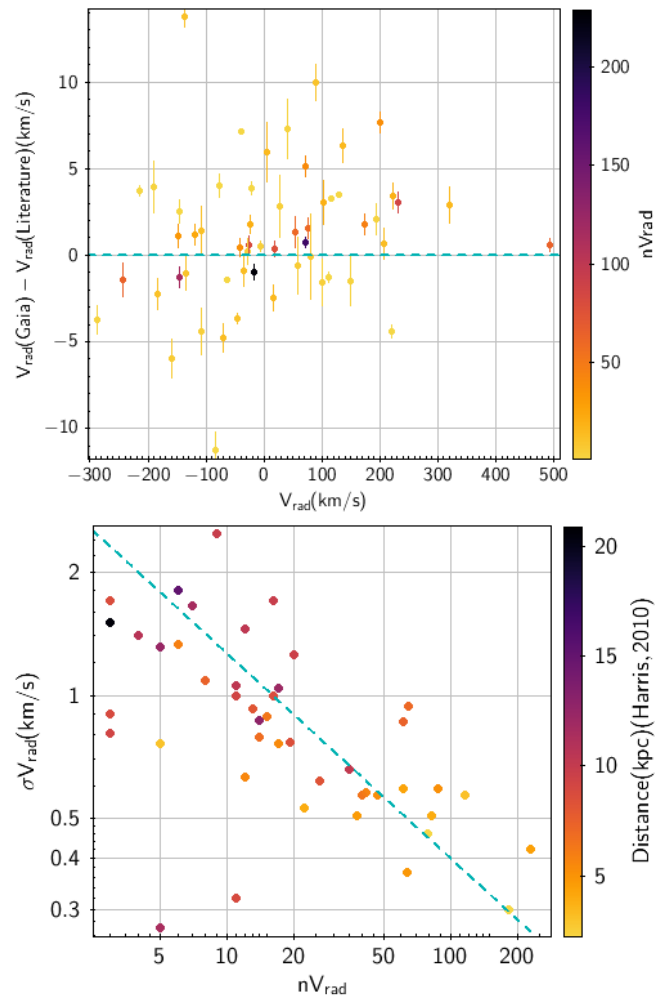 10
5
0
−5
−10
V_rad(Gaia) − V_rad(Literature)(km/s)
−300 −200 −100 0 100 200 300 400 500
V_rad(km/s)
200
150
100
50
nVrad
2
1
0.5
0.4
0.3
σV_rad(km/s)
5 10 20 50 100 200
nV_rad
20
15
10
5
Distance(kpc)(Harris,2010)